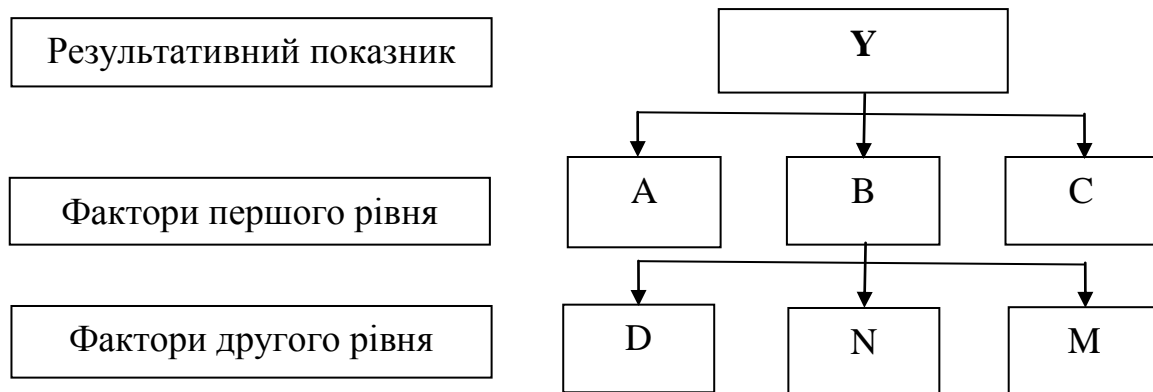 Результативний показник
Y
Фактори першого рівня
A
B
C
Фактори другого рівня
D
N
M